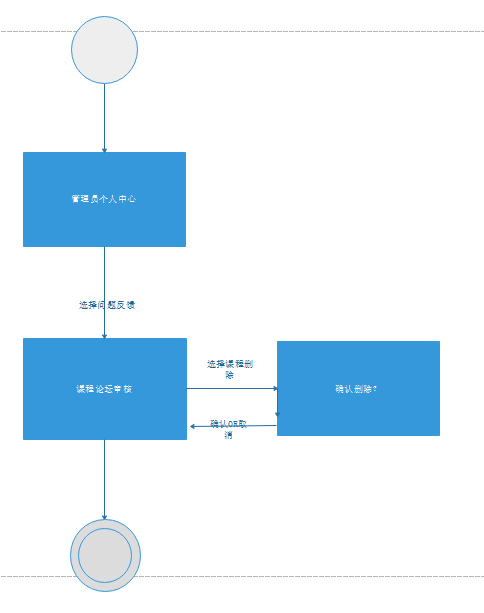 管理员个人中心
选择问题反馈
课程论坛审核
选择课程删
除
确认删除?
确认OR取
消